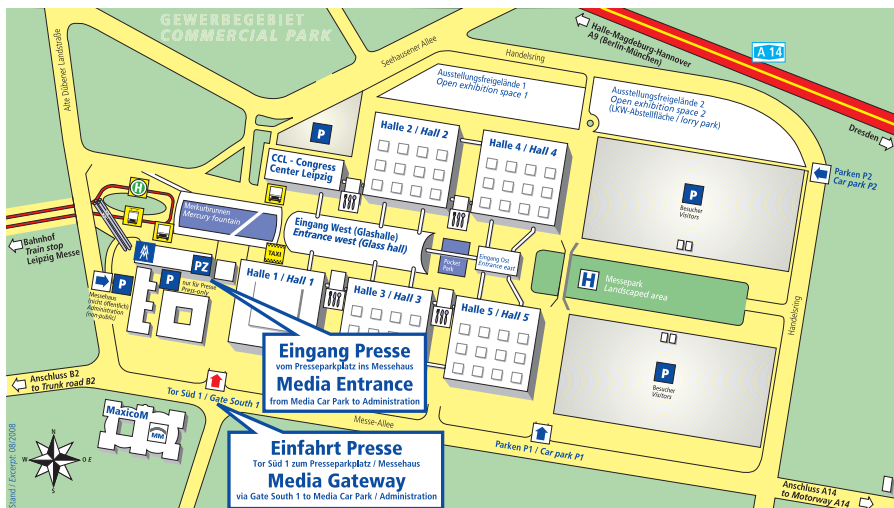 GEWERBEGEBIET
COMMERCIAL PARK
Alte Dübener Landstraße
Seehausener Allee
Handelsring
Halle-Magdeburg-Hannover
A9 (Berlin-München)
A 14
Dresden
Ausstellungsfreigelände 1
Open exhibition space 1
Ausstellungsfreigelände 2
Open exhibition space 2
(LKW-Abstellfläche / lorry park)
P
Halle 2 / Hall 2
Halle 4 / Hall 4
CCL - Congress
Center Leipzig
Parken P2
Car park P2
P
Besucher
Visitors
H
Merkurbrunnen
Mercury fountain
Eingang West (Glashalle)
Entrance west (Glass hall)
Bahnhof
Train stop
Leipzig Messe
TAXI
Pocket
Park
Eingang Ost
Entrance east
H
Messepark
Landscaped area
PZ
P
P
nur für Presse
Press-only
Messehaus
(nicht öffentlich)
Administration
(non-public)
Halle 1 / Hall 1
Halle 3 / Hall 3
Halle 5 / Hall 5
Handelsring
Eingang Presse
vom Presseparkplatz ins Messehaus
Media Entrance
from Media Car Park to Administration
P
Besucher
Visitors
Anschluss B2
to Trunk road B2
Tor Süd 1 / Gate South 1
Messe-Allee
MaxicoM
MM
Einfahrt Presse
Tor Süd 1 zum Presseparkplatz / Messehaus
Media Gateway
via Gate South 1 to Media Car Park / Administration
Parken P1 / Car park P1
Anschluss A14
to Motorway A14
N
W
O E
S
Stand / Excerpt: 08/2008